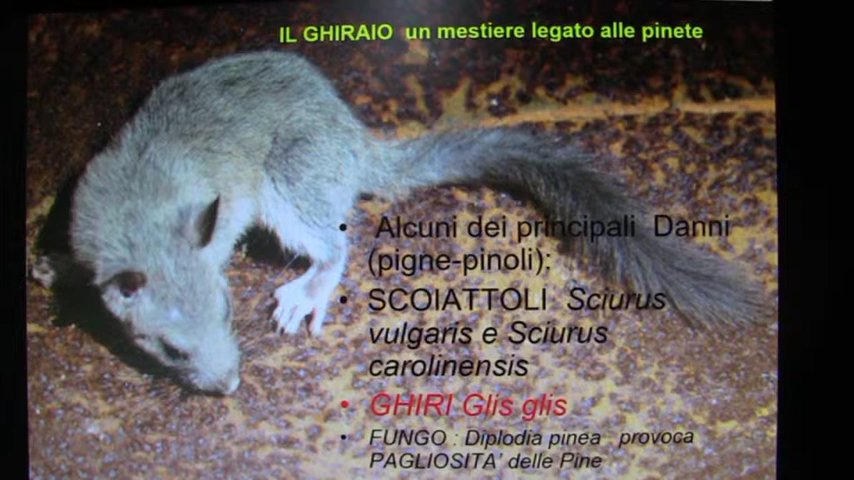 IL GHIRAIO un mestiere legato alle pinete
• Alcuni dei principali Danni
(pigne-pinoli):
• SCOIATTOLI Sciurus
vulgaris e Sciurus
carolinensis
• GHIRI Glis glis
• FUNGO : Diplodia pinea provoca
PAGLIOSITA' delle Pine